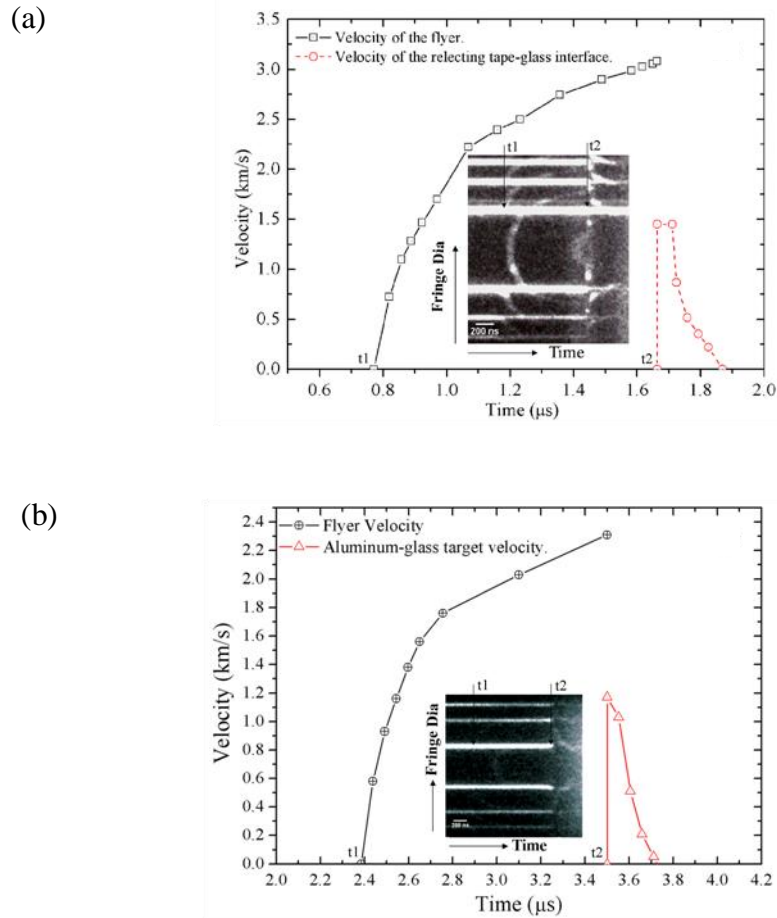 (a)
Velocity of the flyer.
Velocity of the relecting tape-glass interface.
Velocity (km/s)
3.5
3.0
2.5
2.0
1.5
1.0
0.5
0.0
t1
t2
t1
t2
Fringe Dia
200 ns
Time
0.6 0.8 1.0 1.2 1.4 1.6 1.8 2.0
Time (μs)
(b)
Flyer Velocity
Aluminum-glass target velocity.
Velocity (km/s)
2.4
2.2
2.0
1.8
1.6
1.4
1.2
1.0
0.8
0.6
0.4
0.2
0.0
t1
t2
t1
t2
Fringe Dia
200 ns
Time
2.0 2.2 2.4 2.6 2.8 3.0 3.2 3.4 3.6 3.8 4.0 4.2
Time (μs)